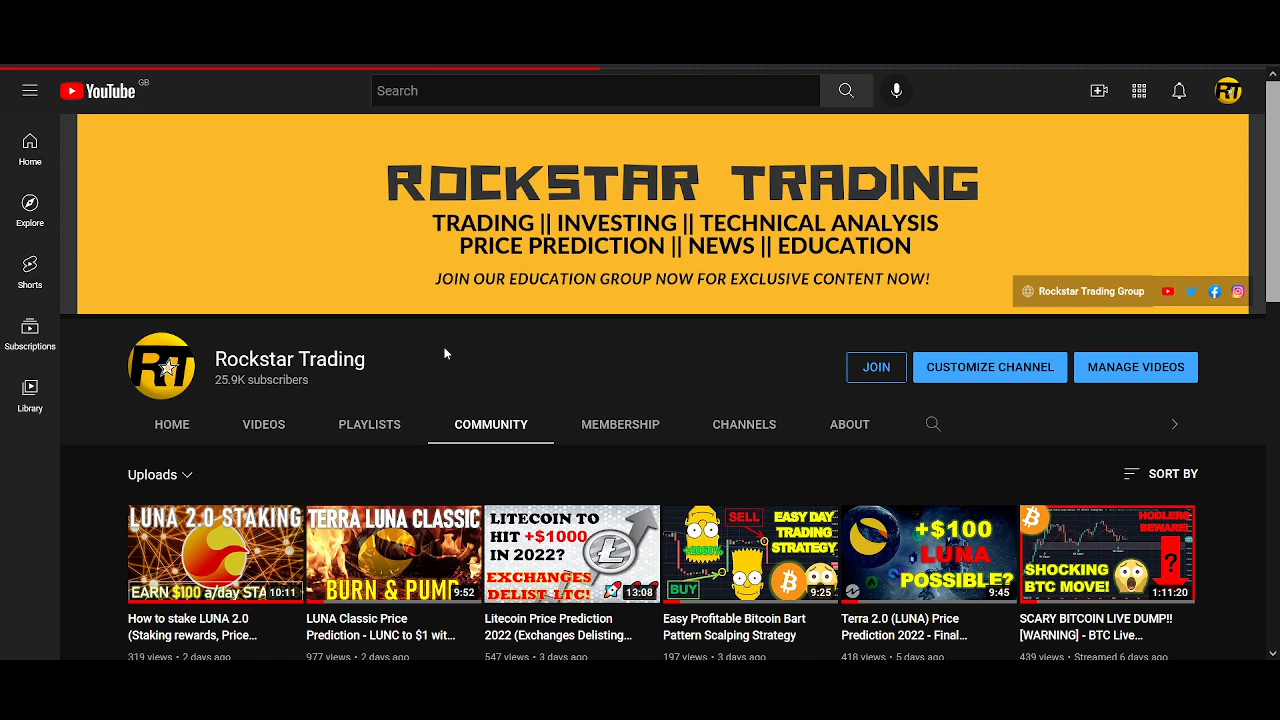 YouTube GB
Search
Home
Explore
Shorts
Subscriptions
Library
ROCKSTAR TRADING
TRADING || INVESTING || TECHNICAL ANALYSIS
PRICE PREDICTION || NEWS || EDUCATION
JOIN OUR EDUCATION GROUP NOW FOR EXCLUSIVE CONTENT NOW!
Rockstar Trading Group
RT
Rockstar Trading
25.9K subscribers
JOIN
CUSTOMIZE CHANNEL
MANAGE VIDEOS
HOME VIDEOS PLAYLISTS COMMUNITY MEMBERSHIP CHANNELS ABOUT
Uploads
SORT BY
LUNA 2.0 STAKING
EARN $100 a/day STA
10:11
How to stake LUNA 2.0
(Staking rewards, Price...
319 views • 2 days ago
TERRA LUNA CLASSIC
BURN & PUMP
9:52
LUNA Classic Price
Prediction - LUNC to $1 wit...
977 views • 2 days ago
LITECOIN TO
HIT +$1000
IN 2022?
EXCHANGES
DELIST LTC!
13:08
Litecoin Price Prediction
2022 (Exchanges Delisting...
547 views • 3 days ago
SELL
EASY DAY
TRADING
STRATEGY
+2060%
BUY
9:25
Easy Profitable Bitcoin Bart
Pattern Scalping Strategy
197 views • 3 days ago
+$100
LUNA
POSSIBLE?
9:45
Terra 2.0 (LUNA) Price
Prediction 2022 - Final...
418 views • 5 days ago
HODLERS
BEWARE!
?
SHOCKING
BTC MOVE!
1:11:20
SCARY BITCOIN LIVE DUMP!!
[WARNING] - BTC Live...
439 views • Streamed 6 days ago